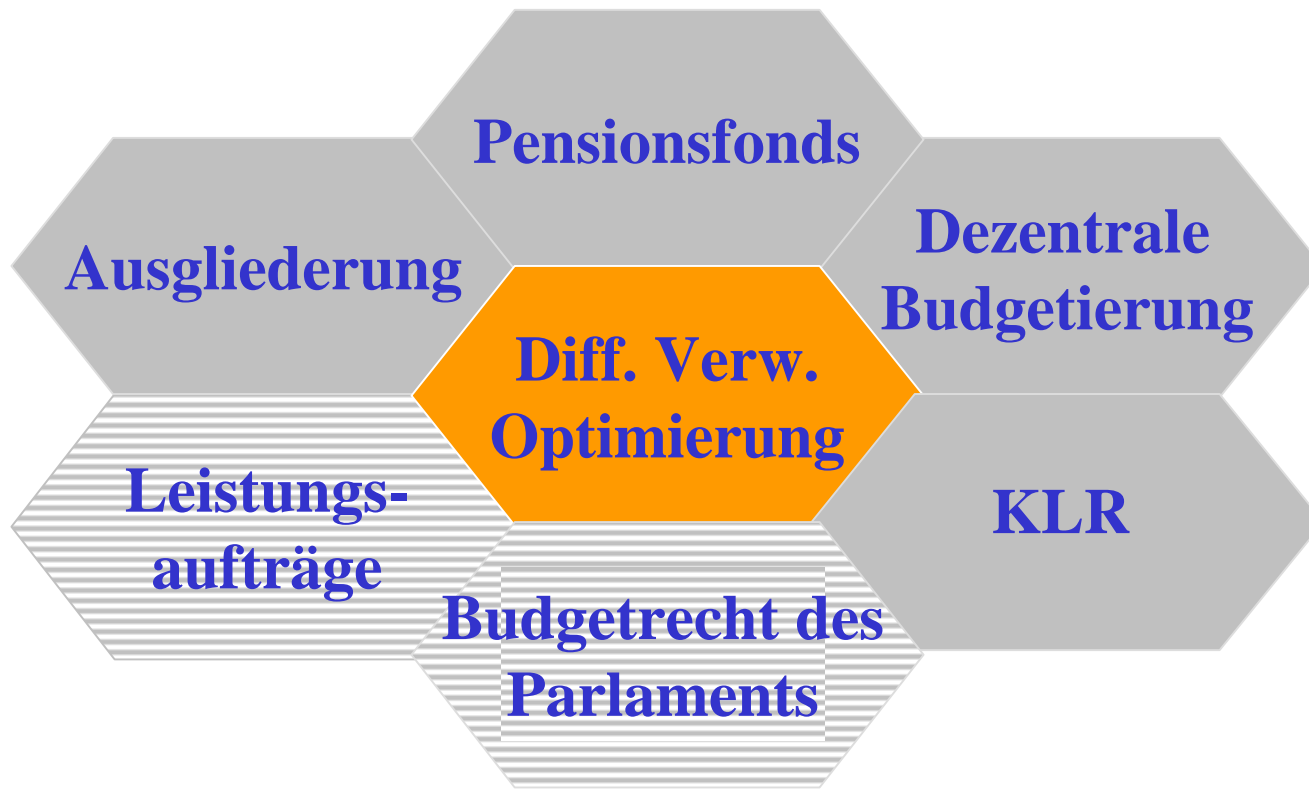 Pensionsfonds
Ausgliederung
Dezentrale
Budgetierung
Diff. Verw.
Optimierung
Leistungs-
aufträge
KLR
Budgetrecht des
Parlaments